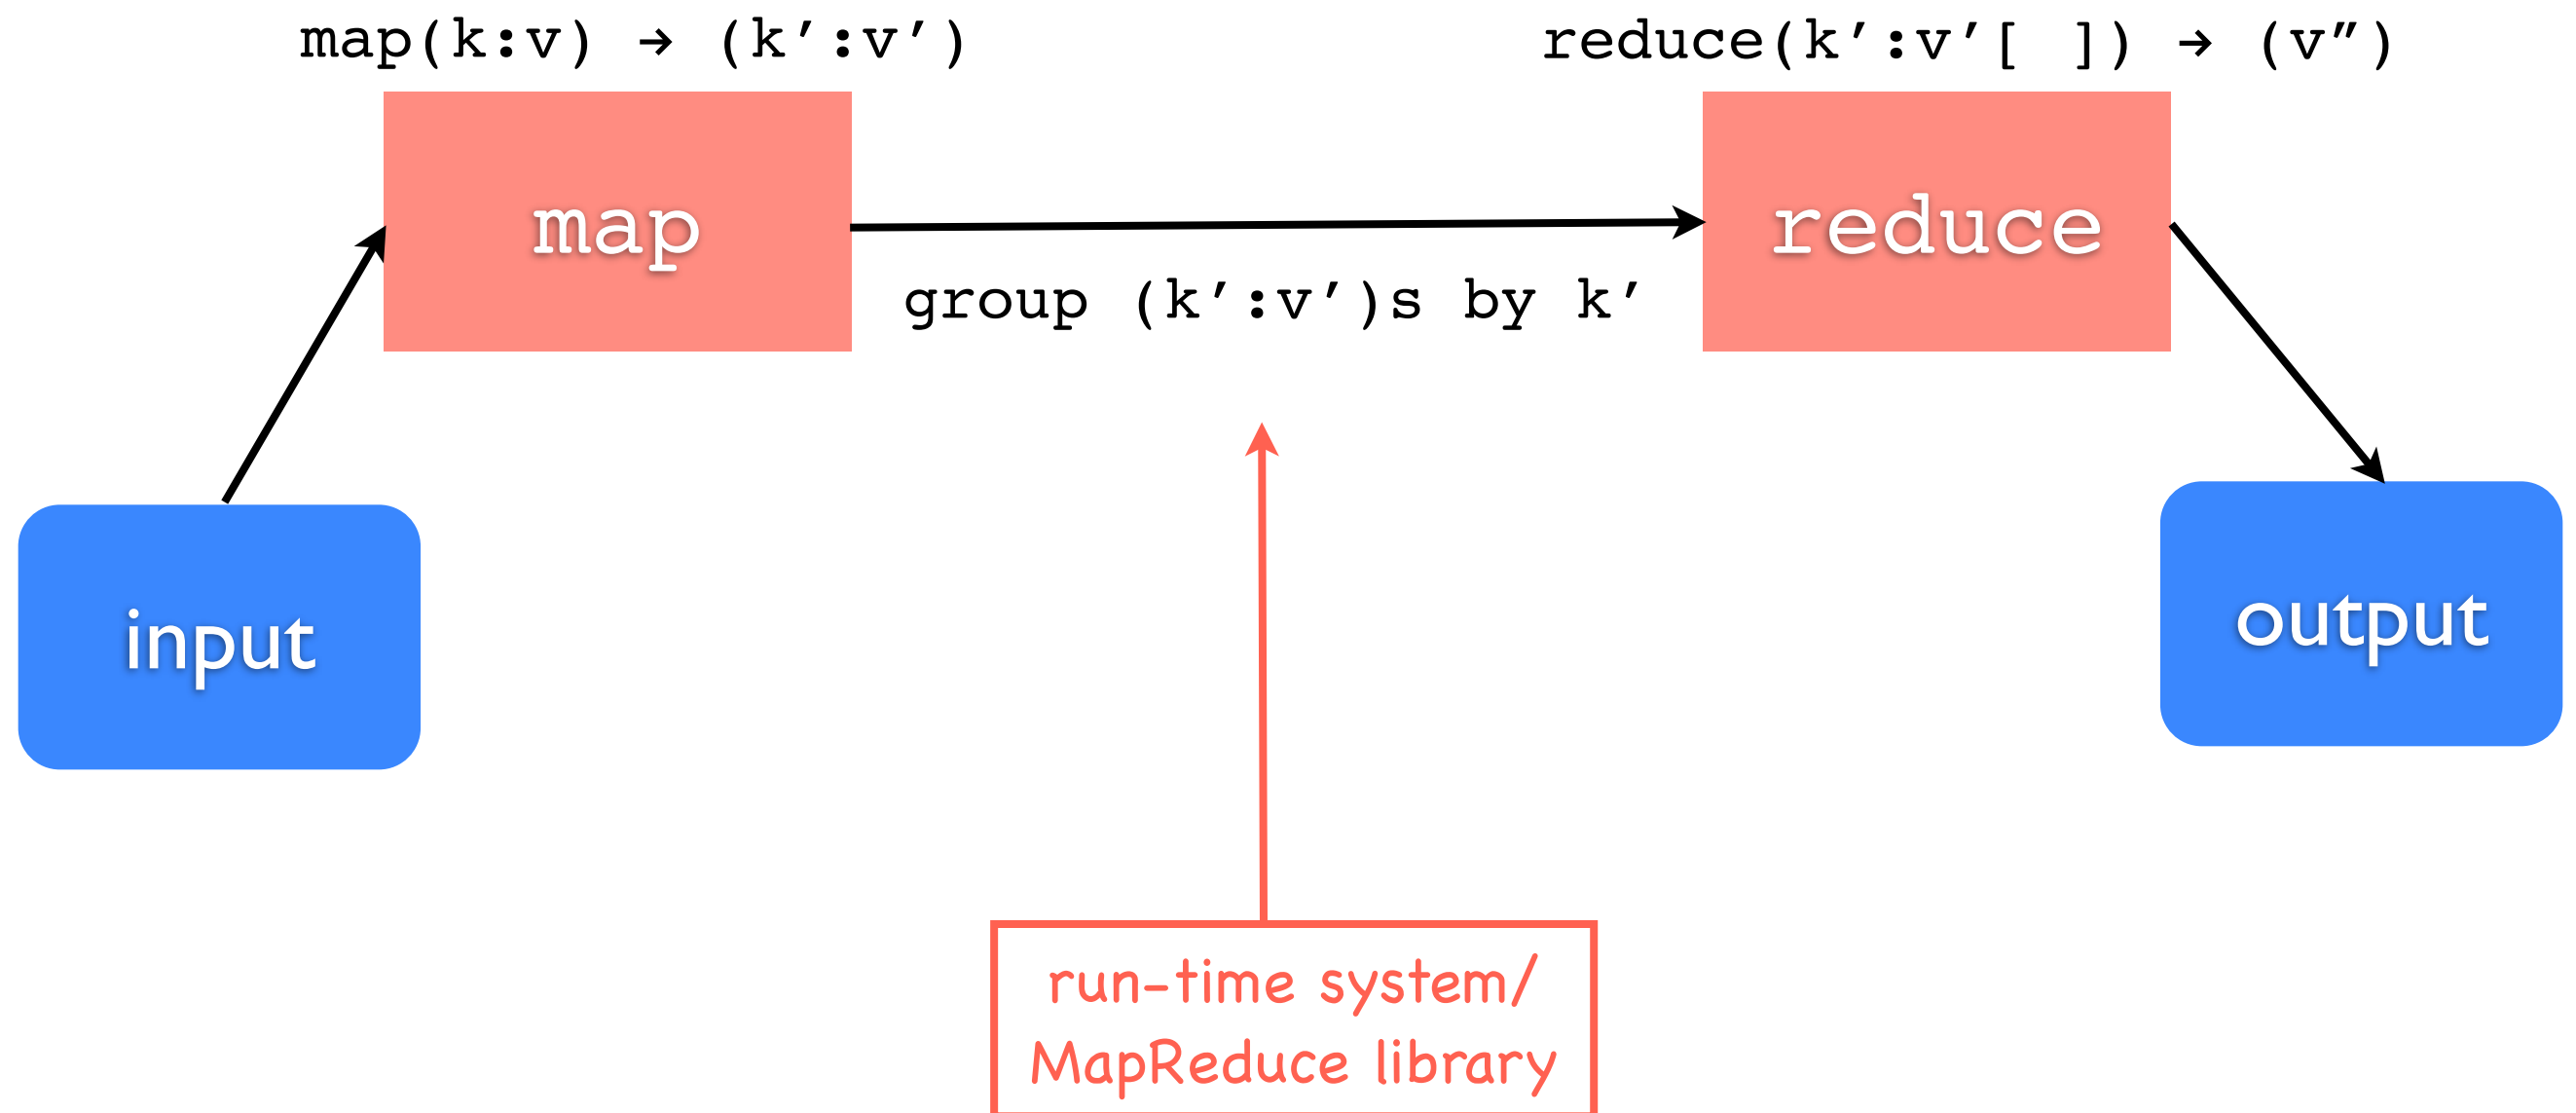 map(k:v) → (k′:v′)
reduce(k′:v′[ ]) → (v″)
map
reduce
group (k′:v′)s by k′
input
output
run-time system/
MapReduce library